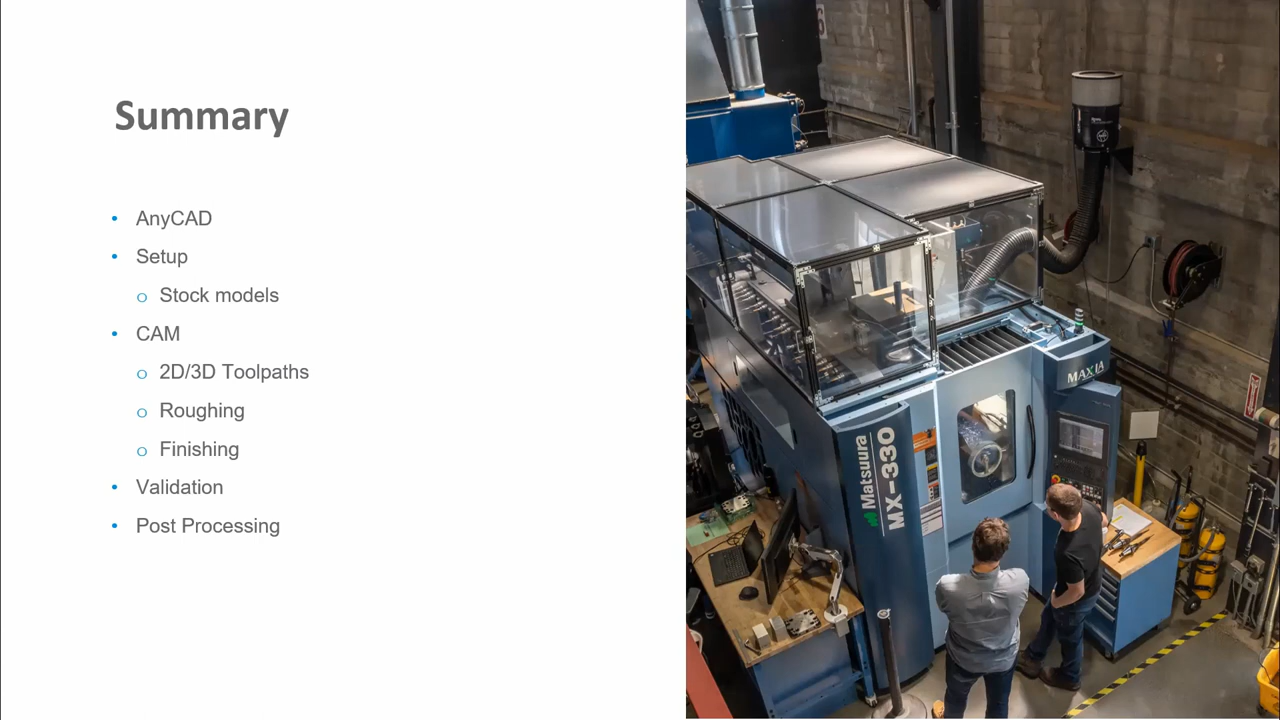 Summary
• AnyCAD
• Setup
o Stock models
• CAM
o 2D/3D Toolpaths
o Roughing
o Finishing
• Validation
• Post Processing
MAXIA
Matsuura
MX-330